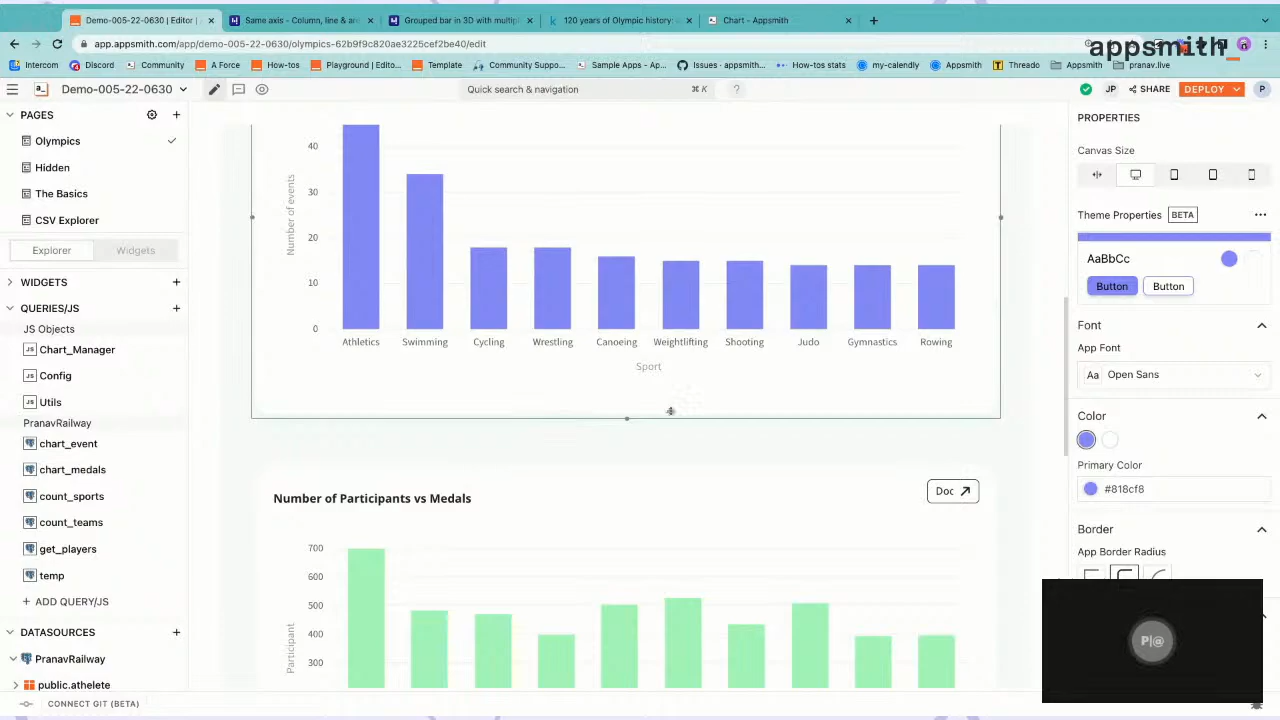 Demo-005-22-0630 | Editor |
Same axis - Column, line & are
Grouped bar in 3D with multip
120 years of Olympic history:
Chart - Appsmith
app.appsmith.com/app/demo-005-22-0630/olympics-62b9f9c820ae3225cef2be40/edit
appsmith_
Intercom
Discord
Community
A Force
How-tos
Playground | Edito...
Template
Community Suppo...
Sample Apps - Ap...
Issues · appsmith...
How-tos stats
my-calendly
Appsmith
Threado
Appsmith
pranav.live
Demo-005-22-0630
Quick search & navigation
⌘ K
?
JP
SHARE
DEPLOY
P
PAGES
Olympics
Hidden
The Basics
CSV Explorer
Explorer
Widgets
WIDGETS
QUERIES/JS
JS Objects
Chart_Manager
Config
Utils
PranavRailway
chart_event
chart_medals
count_sports
count_teams
get_players
temp
ADD QUERY/JS
DATASOURCES
PranavRailway
public.athelete
CONNECT GIT (BETA)
Number of events
40
30
20
10
0
Athletics Swimming Cycling Wrestling Canoeing Weightlifting Shooting Judo Gymnastics Rowing
Sport
Number of Participants vs Medals
Doc
Participant
700
600
500
400
300
PROPERTIES
Canvas Size
Theme Properties BETA
AaBbCc
Button Button
Font
App Font
Aa Open Sans
Color
Primary Color
#818cf8
Border
App Border Radius
P|@